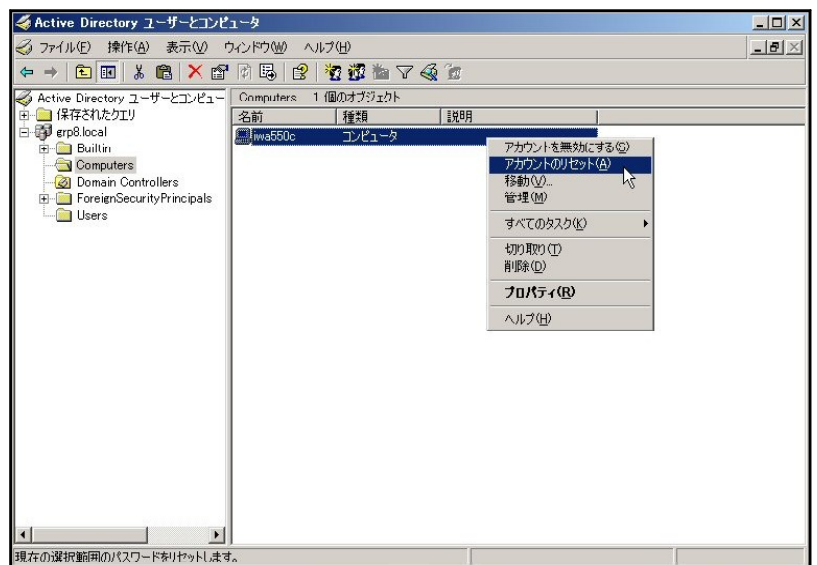 Active Directory ユーザーとコンピュータ
ファイル(F) 操作(A) 表示(V) ウィンドウ(W) ヘルプ(H)
Active Directory ユーザーとコンピュー
保存されたクエリ
grp8.local
Builtin
Computers
Domain Controllers
ForeignSecurityPrincipals
Users
Computers 1 個のオブジェクト
名前 種類 説明
iwa550c コンピュータ
アカウントを無効にする(C)
アカウントのリセット(A)
移動(V)...
管理(M)
すべてのタスク(K)
切り取り(T)
削除(D)
プロパティ(R)
ヘルプ(H)
現在の選択範囲のパスワードをリセットします。